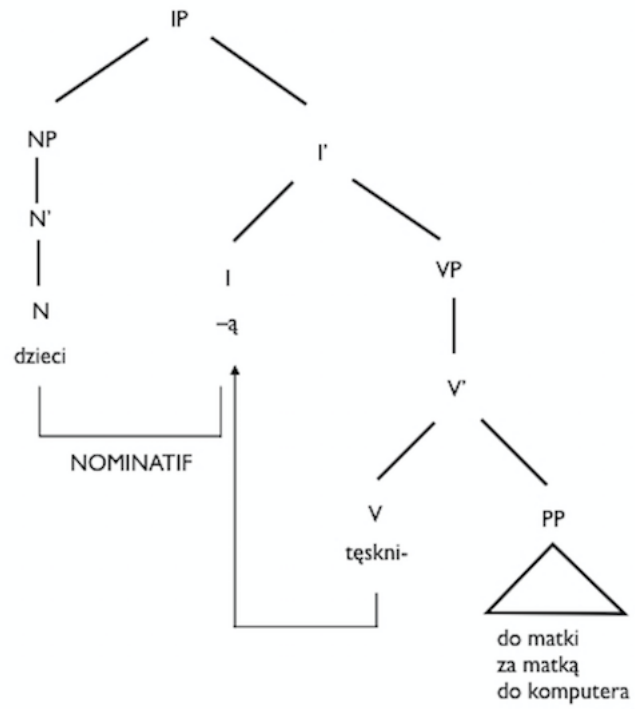 IP
NP
I'
N'
I
VP
N
–ą
dzieci
V'
NOMINATIF
V
PP
tęskni-
do matki
za matką
do komputera